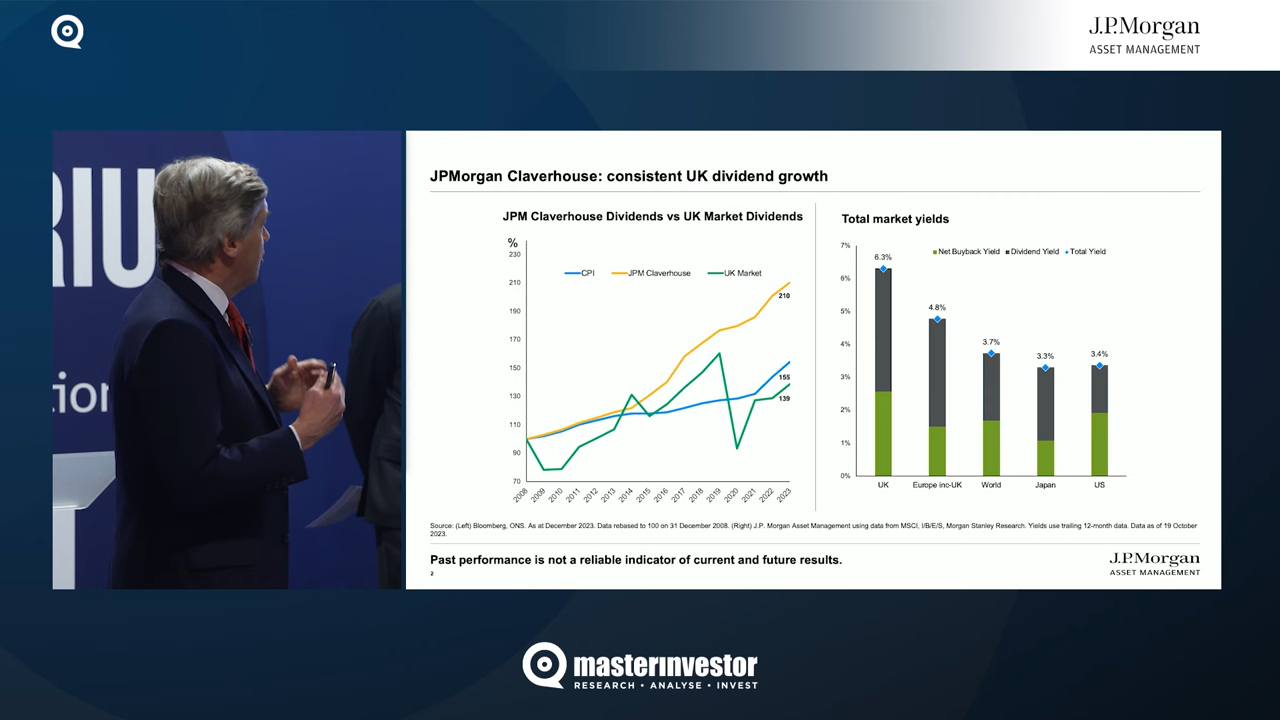 J.P.Morgan
ASSET MANAGEMENT
RIU
ion
JPMorgan Claverhouse: consistent UK dividend growth
JPM Claverhouse Dividends vs UK Market Dividends
%
230
210
190
170
150
130
110
90
70
CPI
JPM Claverhouse
UK Market
210
155
139
2008
2009
2010
2011
2012
2013
2014
2015
2016
2017
2018
2019
2020
2021
2022
2023
Total market yields
7%
6%
5%
4%
3%
2%
1%
0%
Net Buyback Yield
Dividend Yield
Total Yield
6.3%
4.8%
3.7%
3.3%
3.4%
UK
Europe inc-UK
World
Japan
US
Source: (Left) Bloomberg, ONS. As at December 2023. Data rebased to 100 on 31 December 2008. (Right) J.P. Morgan Asset Management using data from MSCI, I/B/E/S, Morgan Stanley Research. Yields use trailing 12-month data. Data as of 19 October
2023.
Past performance is not a reliable indicator of current and future results.
2
J.P.Morgan
ASSET MANAGEMENT
masterinvestor
RESEARCH • ANALYSE • INVEST